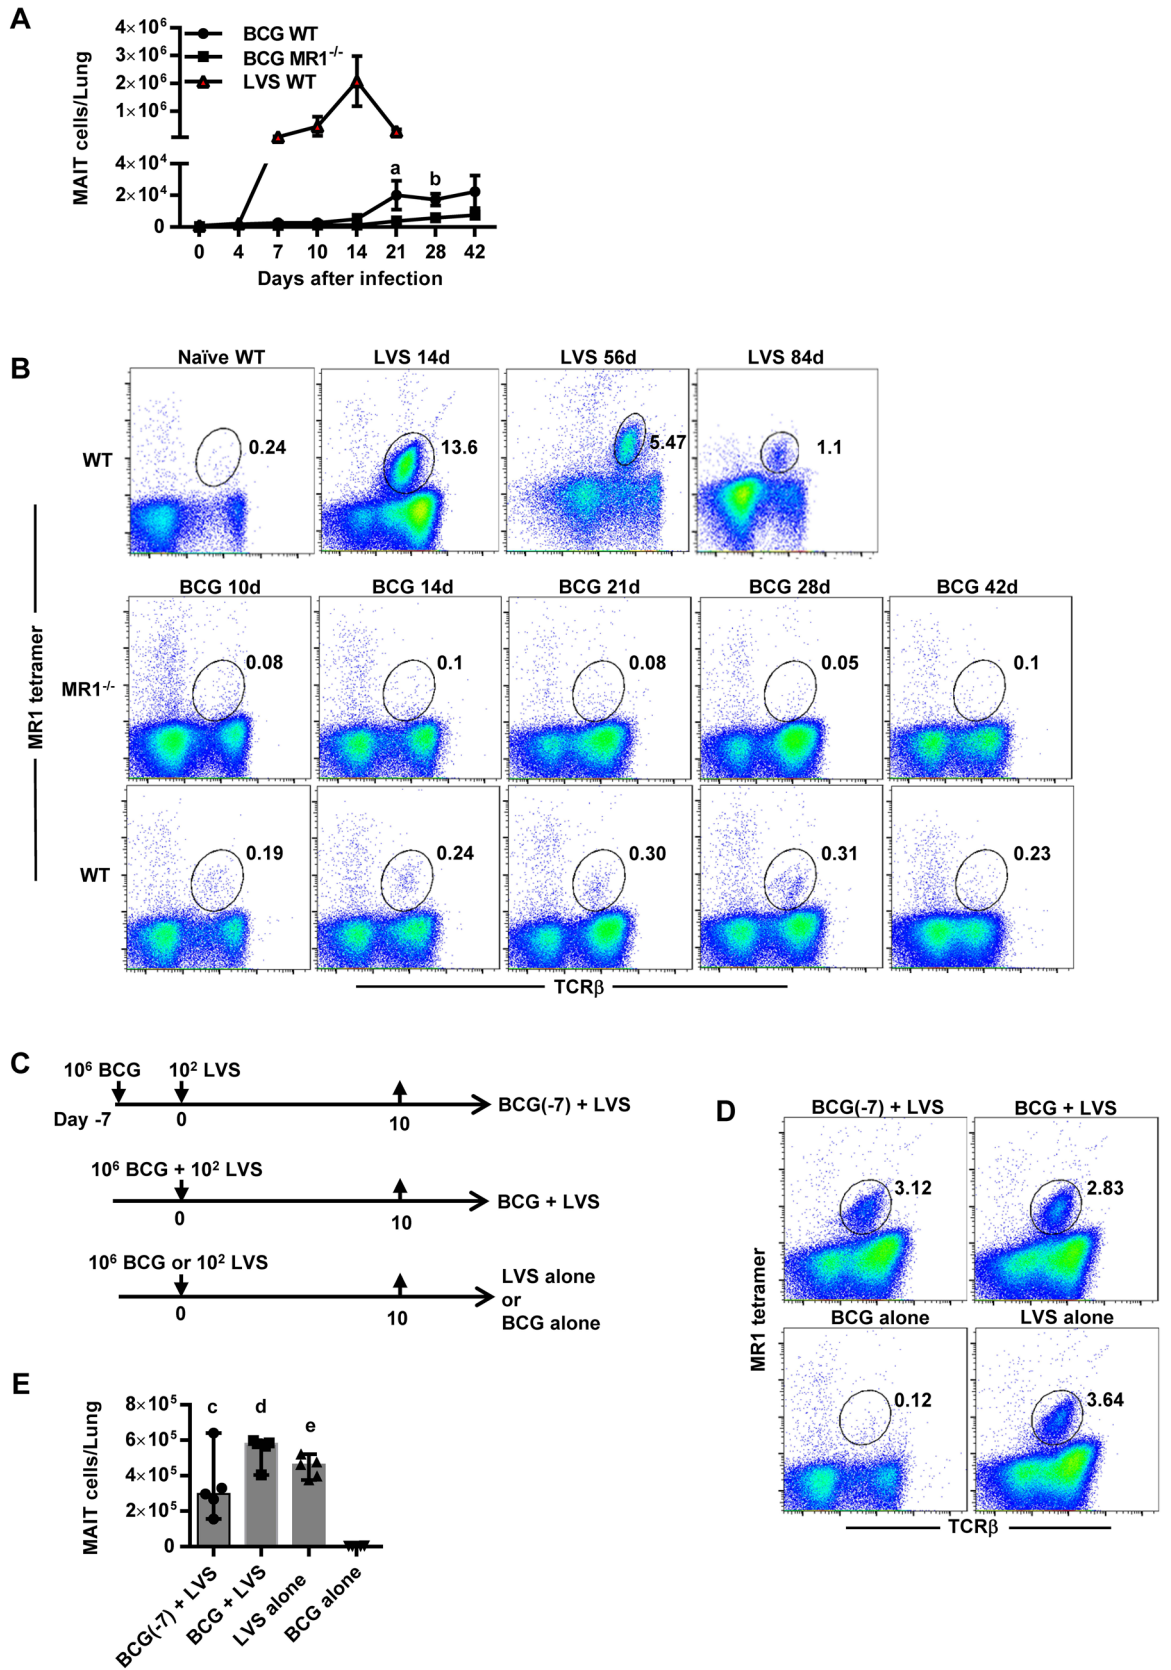 A
MAIT cells/Lung
4×10⁶
3×10⁶
2×10⁶
1×10⁶
4×10⁴
2×10⁴
0
BCG WT
BCG MR1⁻/⁻
LVS WT
a
b
0 4 7 10 14 21 28 42
Days after infection
B
Naïve WT
LVS 14d
LVS 56d
LVS 84d
WT
0.24
13.6
5.47
1.1
MR1 tetramer
BCG 10d
BCG 14d
BCG 21d
BCG 28d
BCG 42d
MR1⁻/⁻
0.08
0.1
0.08
0.05
0.1
WT
0.19
0.24
0.30
0.31
0.23
TCRβ
C
10⁶ BCG
10² LVS
Day -7
0
10
BCG(-7) + LVS
10⁶ BCG + 10² LVS
0
10
BCG + LVS
10⁶ BCG or 10² LVS
0
10
LVS alone
or
BCG alone
D
BCG(-7) + LVS
BCG + LVS
3.12
2.83
MR1 tetramer
BCG alone
LVS alone
0.12
3.64
TCRβ
E
MAIT cells/Lung
8×10⁵
6×10⁵
4×10⁵
2×10⁵
0
c
d
e
BCG(-7) + LVS
BCG + LVS
LVS alone
BCG alone